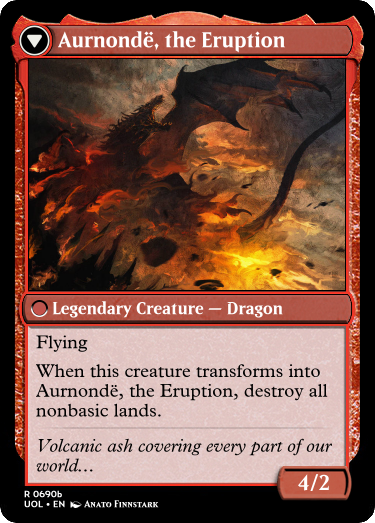 Aurnondë, the Eruption
Legendary Creature — Dragon
Flying
When this creature transforms into
Aurnondë, the Eruption, destroy all
nonbasic lands.
Volcanic ash covering every part of our
world...
4/2
R 0690b
UOL • EN Anato Finnstark